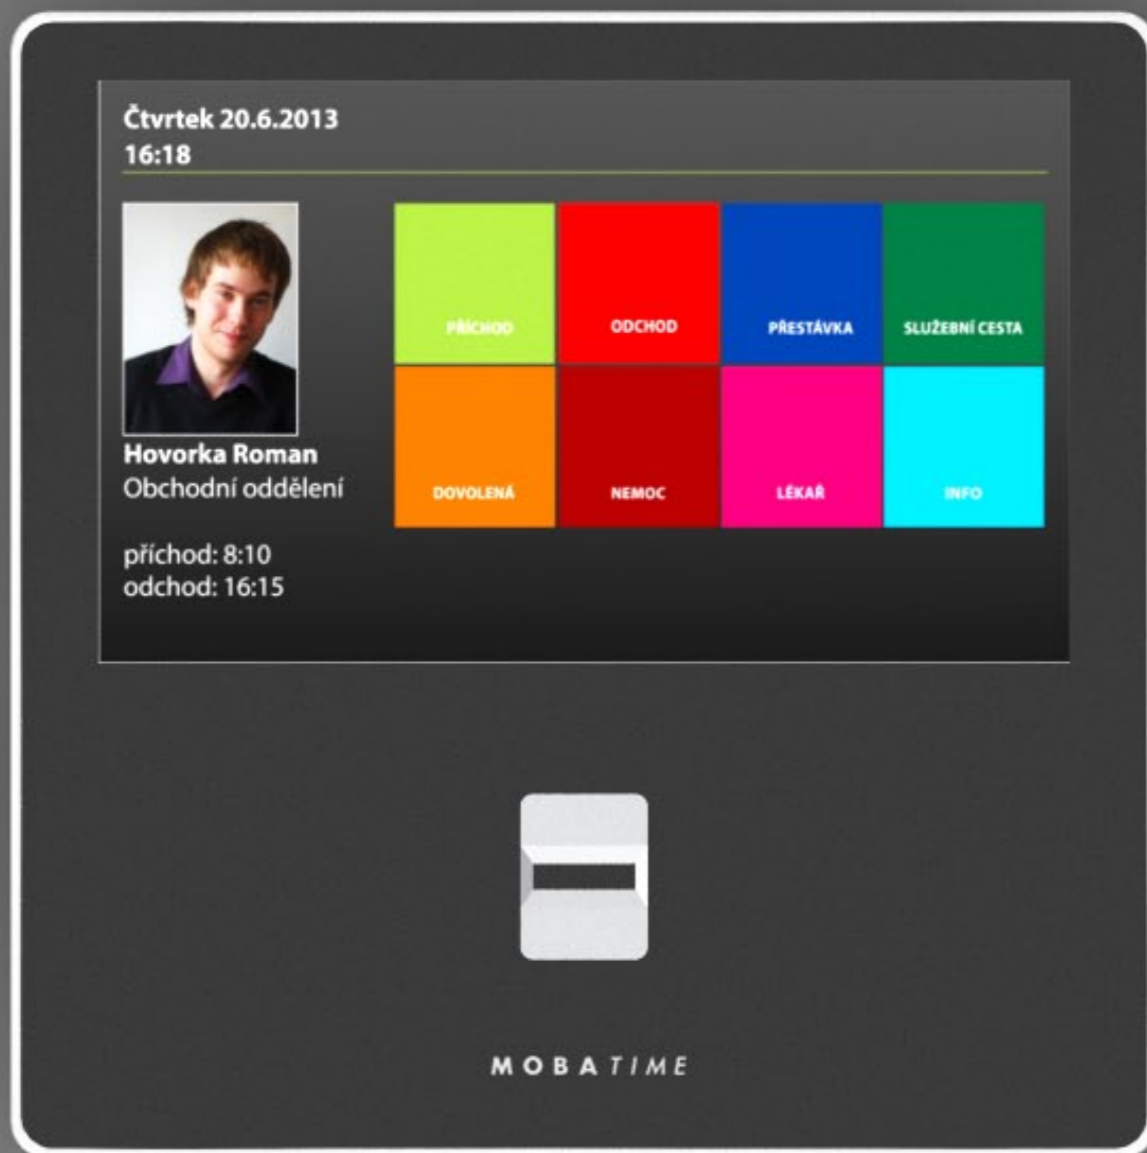 Čtvrtek 20.6.2013
16:18
PŘÍCHOD
ODCHOD
PŘESTÁVKA
SLUŽEBNÍ CESTA
DOVOLENÁ
NEMOC
LÉKAŘ
INFO
Hovorka Roman
Obchodní oddělení
příchod: 8:10
odchod: 16:15
MOBATIME